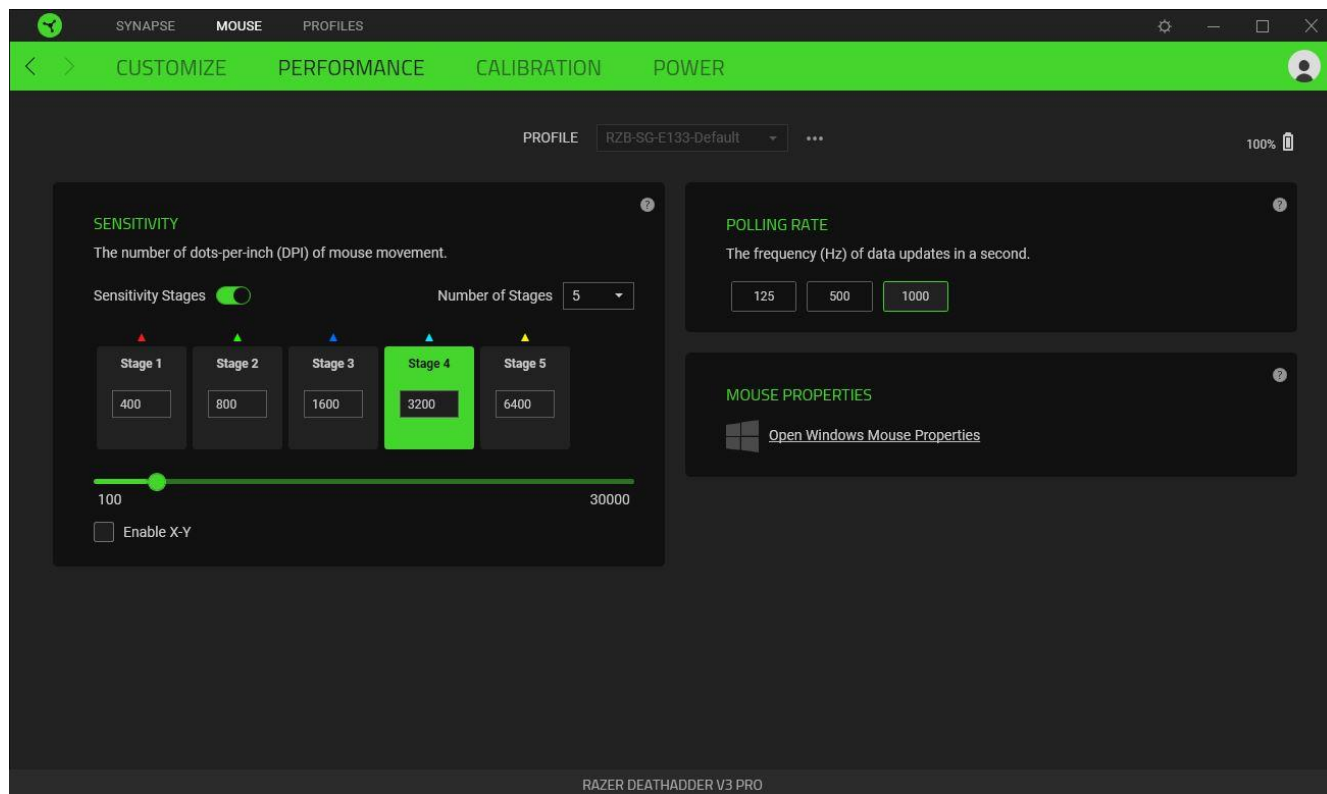 SYNAPSE MOUSE PROFILES
CUSTOMIZE PERFORMANCE CALIBRATION POWER
PROFILE RZB-SG-E133-Default
100%
SENSITIVITY
The number of dots-per-inch (DPI) of mouse movement.
Sensitivity Stages Number of Stages 5
Stage 1 Stage 2 Stage 3 Stage 4 Stage 5
400 800 1600 3200 6400
100 30000
Enable X-Y
POLLING RATE
The frequency (Hz) of data updates in a second.
125 500 1000
MOUSE PROPERTIES
Open Windows Mouse Properties
RAZER DEATHADDER V3 PRO